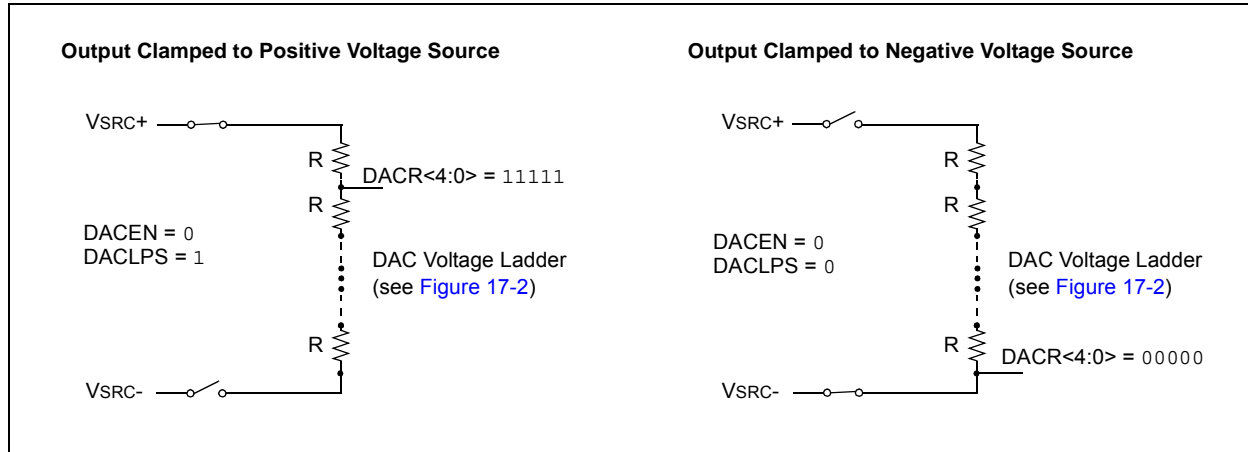 Output Clamped to Positive Voltage Source
VSRC+
R
DACR<4:0> = 11111
R
DACEN = 0
DACLPS = 1
DAC Voltage Ladder
(see Figure 17-2)
R
VSRC-
Output Clamped to Negative Voltage Source
VSRC+
R
R
DACEN = 0
DACLPS = 0
DAC Voltage Ladder
(see Figure 17-2)
R
DACR<4:0> = 00000
VSRC-